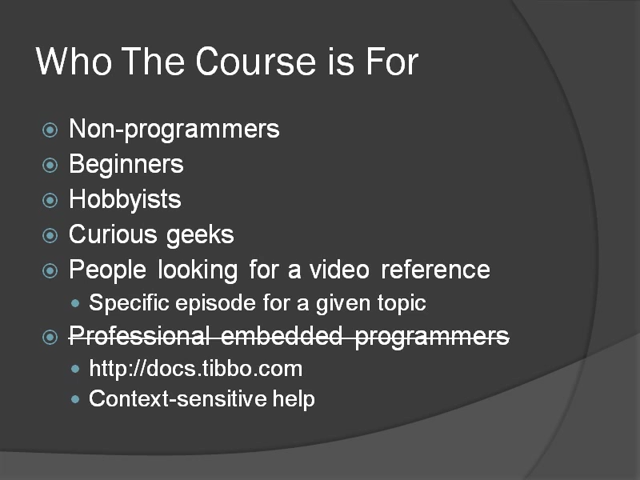 Who The Course is For
Non-programmers
Beginners
Hobbyists
Curious geeks
People looking for a video reference
Specific episode for a given topic
Professional embedded programmers
http://docs.tibbo.com
Context-sensitive help